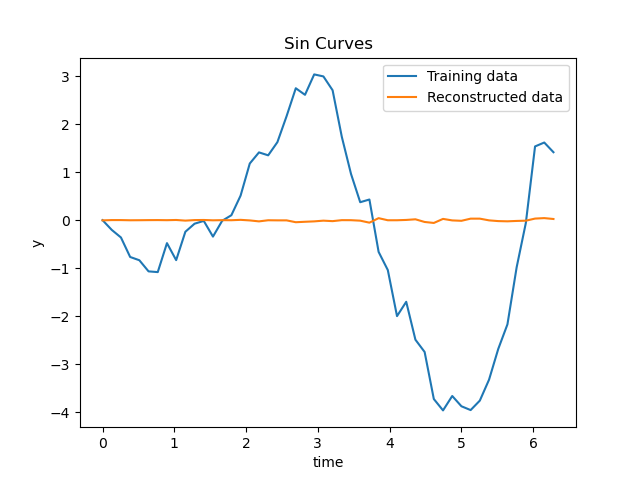 Sin Curves
Training data
Reconstructed data
3
2
1
0
−1
−2
−3
−4
y
0 1 2 3 4 5 6
time